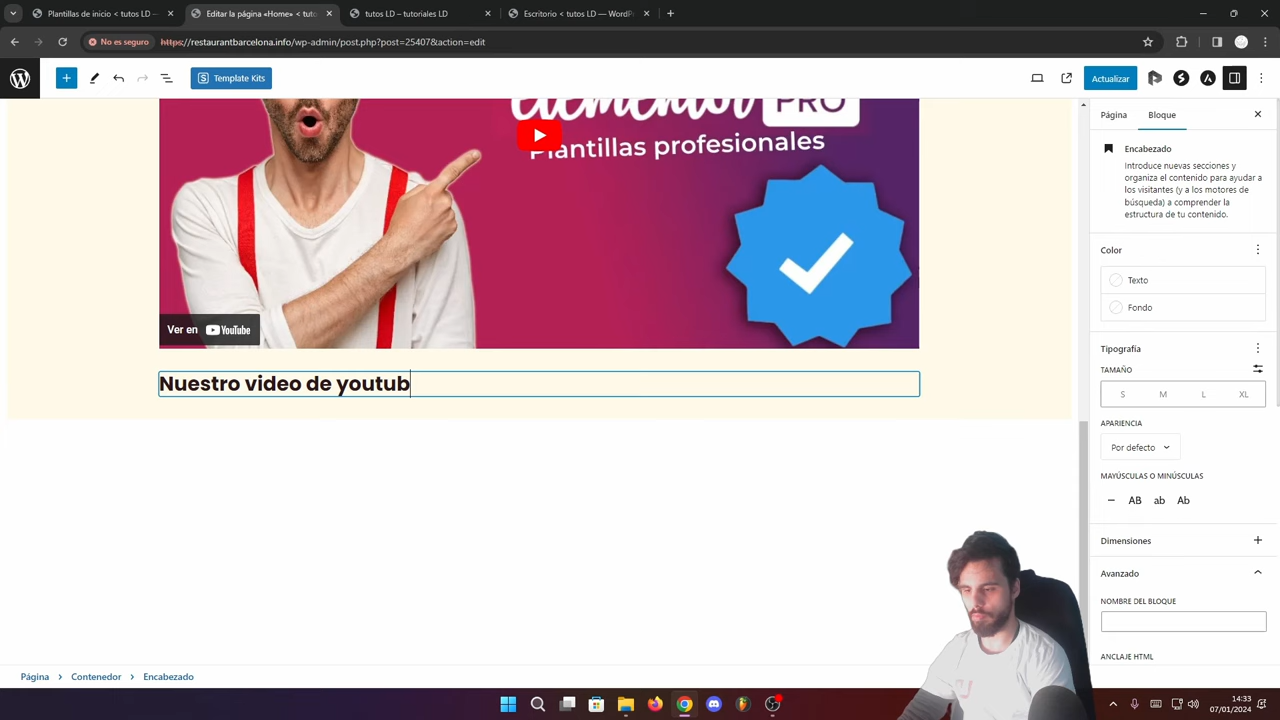 Plantillas de inicio < tutos LD —
Editar la página «Home» < tuto
tutos LD – tutoriales LD
Escritorio < tutos LD — WordPr
No es seguro
https://restaurantbarcelona.info/wp-admin/post.php?post=25407&action=edit
Template Kits
Actualizar
elementor PRO
Plantillas profesionales
Ver en YouTube
Nuestro video de youtub
Página
Bloque
Encabezado
Introduce nuevas secciones y
organiza el contenido para ayudar a
los visitantes (y a los motores de
búsqueda) a comprender la
estructura de tu contenido.
Color
Texto
Fondo
Tipografía
TAMAÑO
S M L XL
APARIENCIA
Por defecto
MAYÚSCULAS O MINÚSCULAS
— AB ab Ab
Dimensiones
Avanzado
NOMBRE DEL BLOQUE
ANCLAJE HTML
Página > Contenedor > Encabezado
14:33
07/01/2024